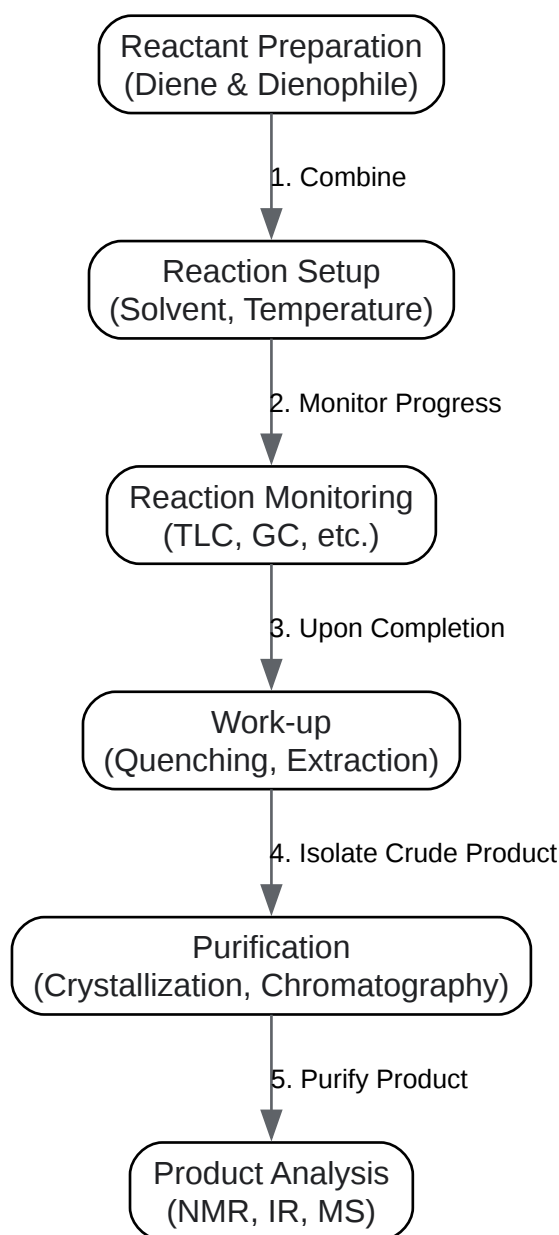 Reactant Preparation
(Diene & Dienophile)
1. Combine
Reaction Setup
(Solvent, Temperature)
2. Monitor Progress
Reaction Monitoring
(TLC, GC, etc.)
3. Upon Completion
Work-up
(Quenching, Extraction)
4. Isolate Crude Product
Purification
(Crystallization, Chromatography)
5. Purify Product
Product Analysis
(NMR, IR, MS)